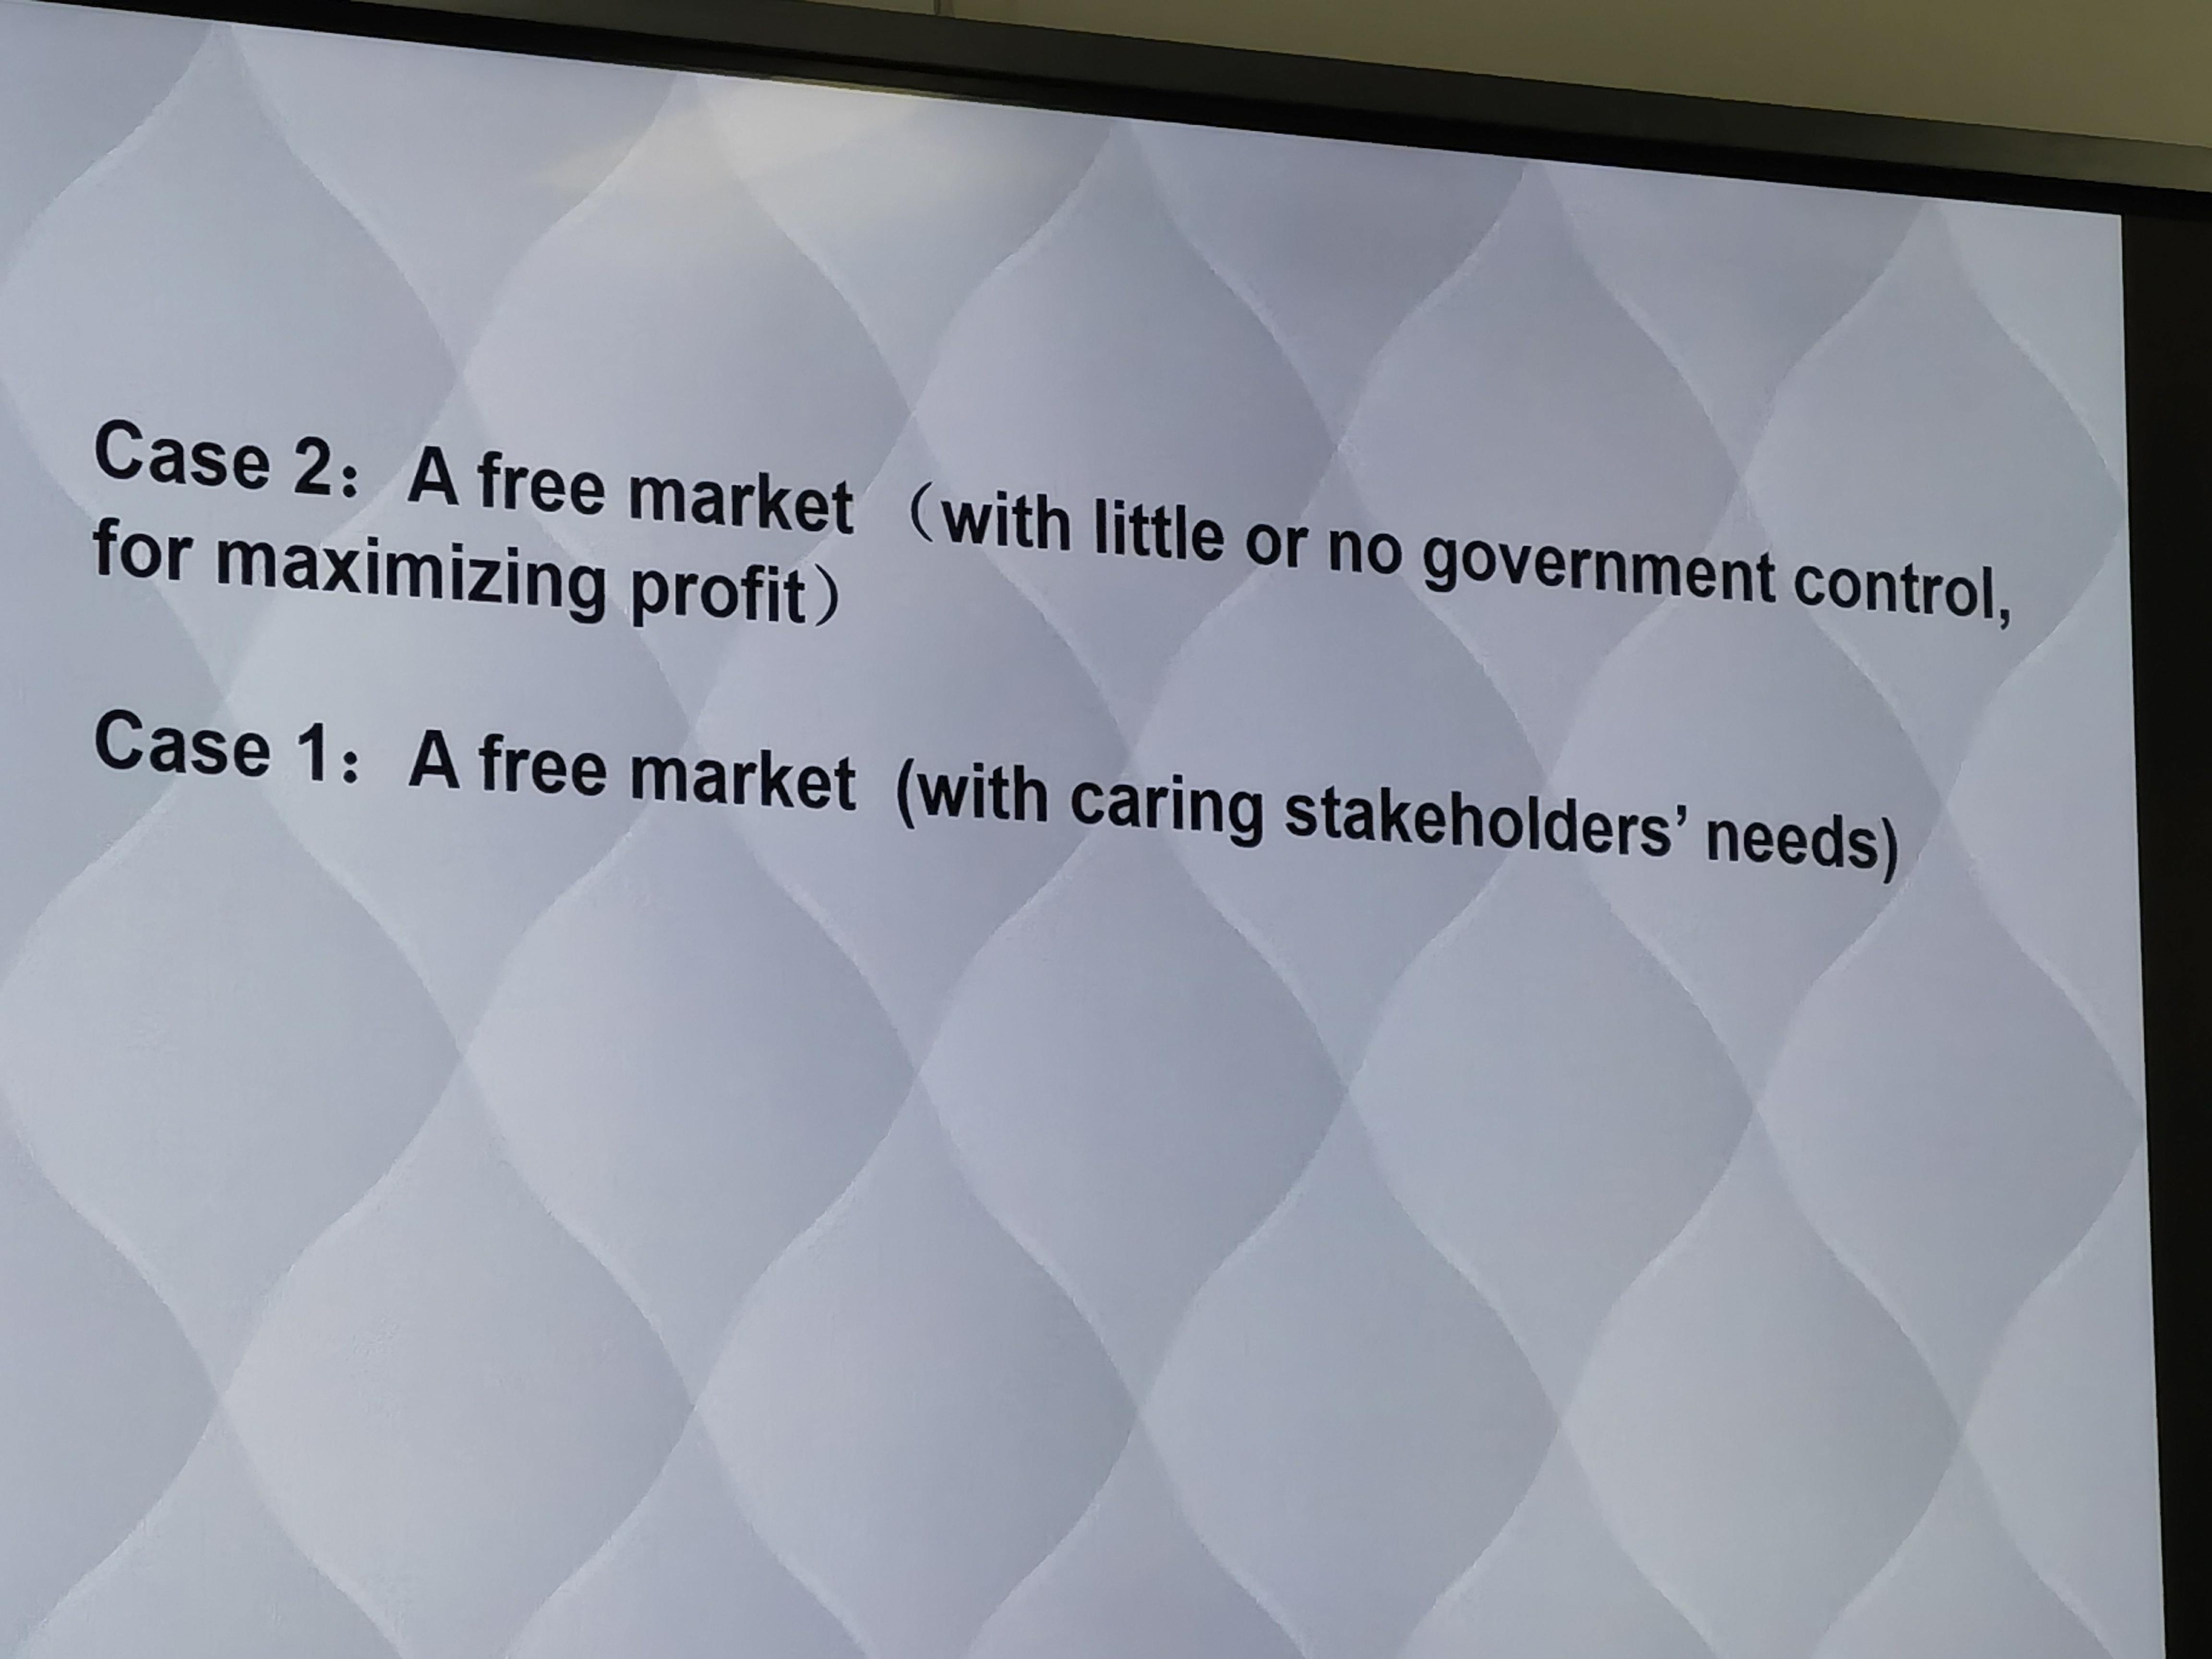 Case 2：A free market （with little or no government control,
for maximizing profit）
Case 1：A free market (with caring stakeholders’ needs)